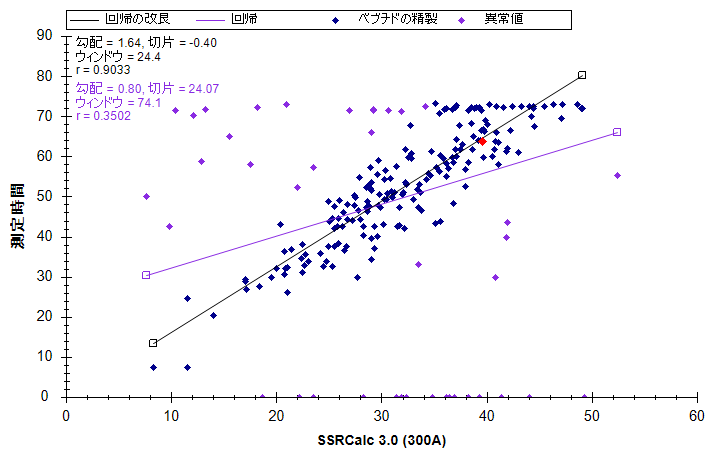 回帰の改良 回帰 ペプチドの精製 異常値
勾配 = 1.64, 切片 = -0.40
ウィンドウ = 24.4
r = 0.9033
勾配 = 0.80, 切片 = 24.07
ウィンドウ = 74.1
r = 0.3502
測定時間
90
80
70
60
50
40
30
20
10
0
0 10 20 30 40 50 60
SSRCalc 3.0 (300A)